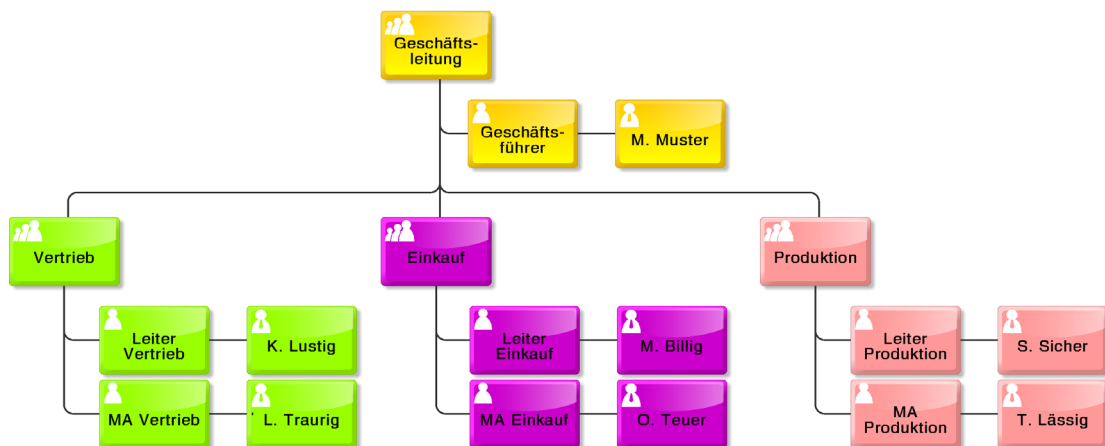 Geschäfts-
leitung
Geschäfts-
führer
M. Muster
Vertrieb
Einkauf
Produktion
Leiter
Vertrieb
K. Lustig
Leiter
Einkauf
M. Billig
Leiter
Produktion
S. Sicher
MA Vertrieb
L. Traurig
MA Einkauf
O. Teuer
MA
Produktion
T. Lässig